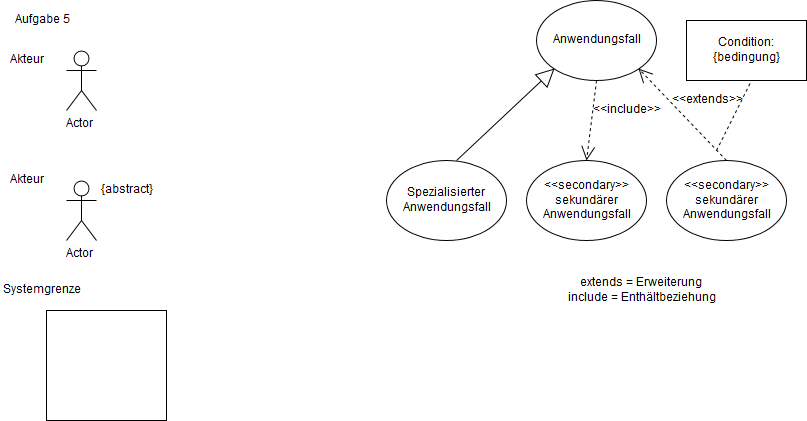 Aufgabe 5
Akteur
Actor
Akteur
{abstract}
Actor
Systemgrenze
Anwendungsfall
Condition:
{bedingung}
<<include>>
<<extends>>
Spezialisierter
Anwendungsfall
<<secondary>>
sekundärer
Anwendungsfall
<<secondary>>
sekundärer
Anwendungsfall
extends = Erweiterung
include = Enthältbeziehung